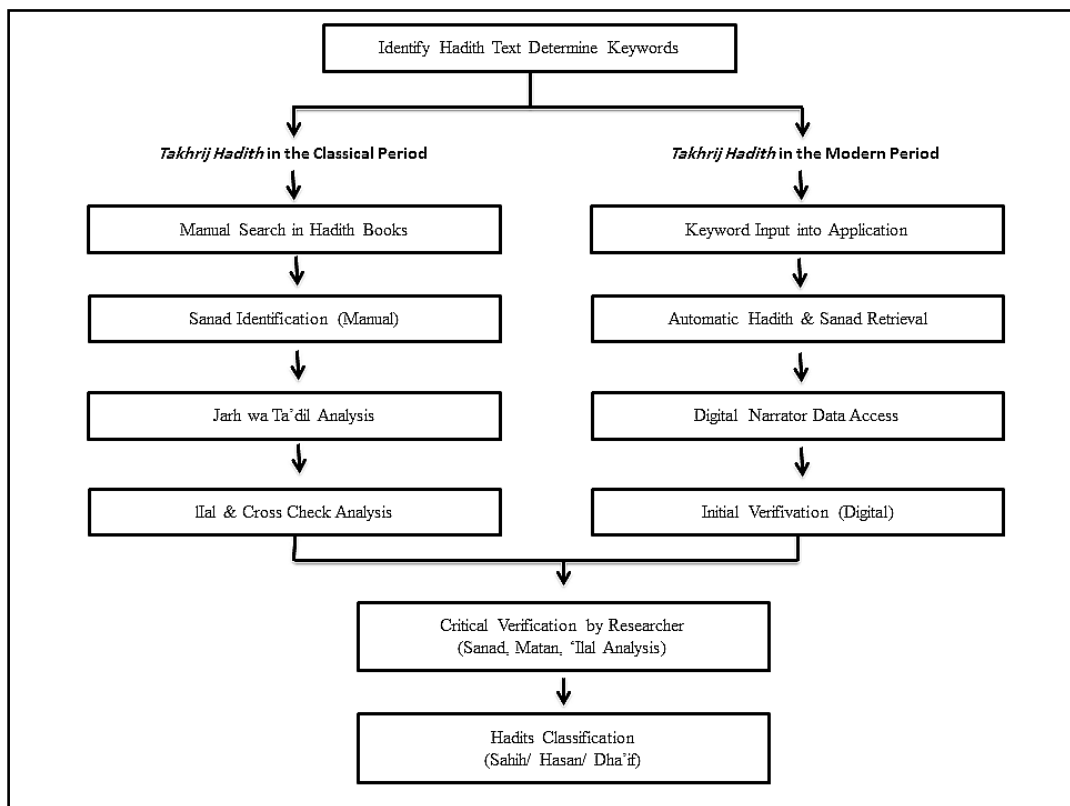 Identify Hadith Text Determine Keywords
Takhrij Hadith in the Classical Period
Manual Search in Hadith Books
Sanad Identification (Manual)
Jarh wa Ta'dil Analysis
lIal & Cross Check Analysis
Takhrij Hadith in the Modern Period
Keyword Input into Application
Automatic Hadith & Sanad Retrieval
Digital Narrator Data Access
Initial Verifivation (Digital)
Critical Verification by Researcher
(Sanad, Matan, ‘Ilal Analysis)
Hadits Classification
(Sahih/ Hasan/ Dha’if)